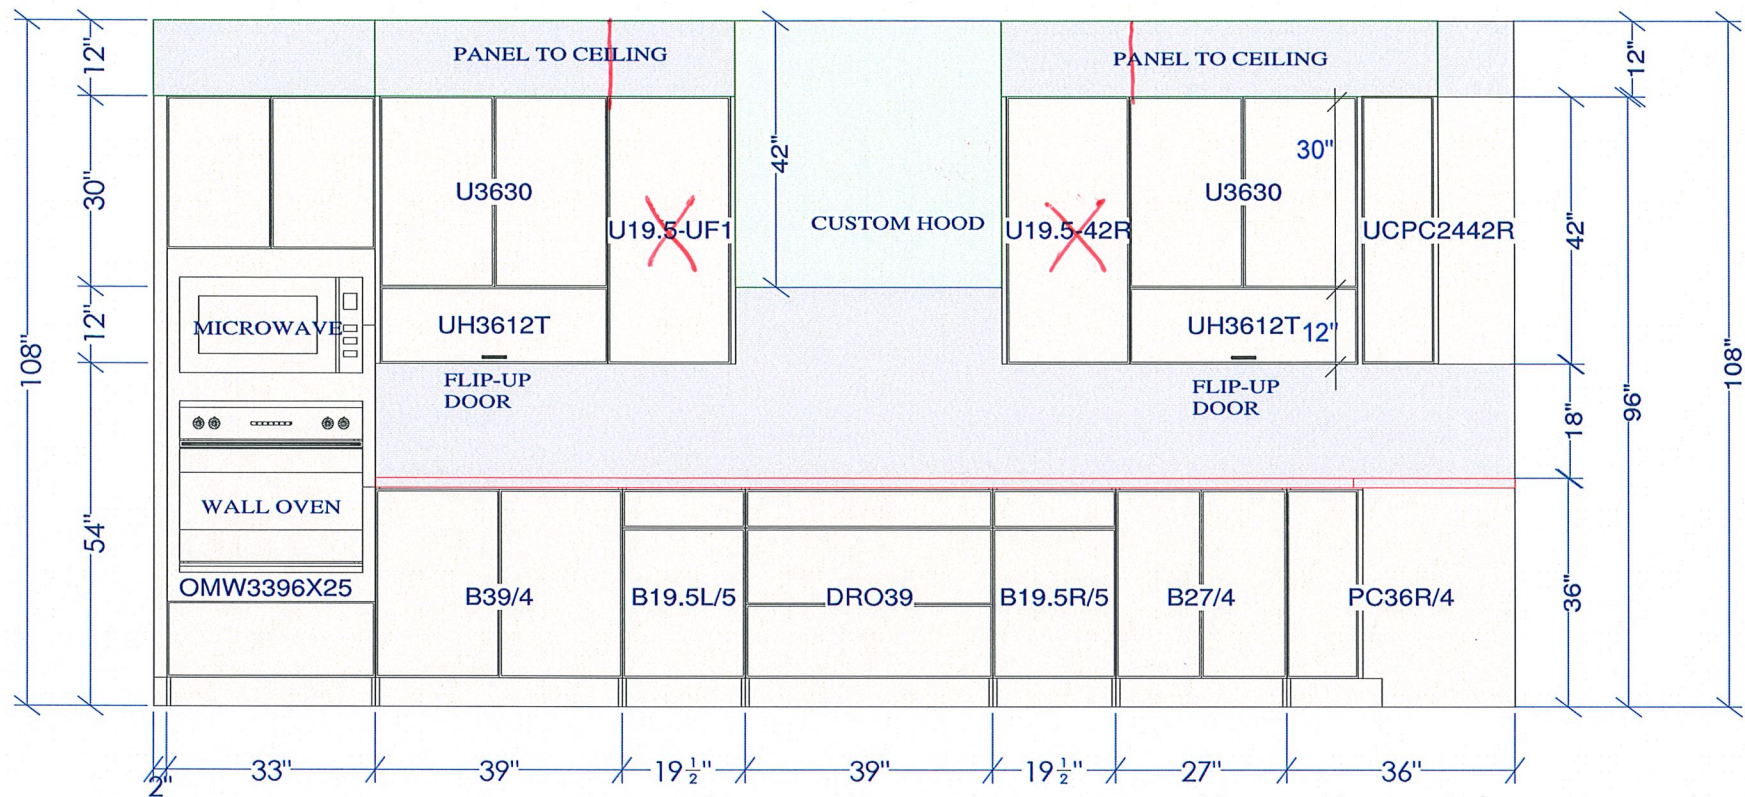 PANEL TO CEILING
PANEL TO CEILING
12"
12"
30"
42"
30"
42"
U3630
U3630
U19.5-UF1
CUSTOM HOOD
U19.5-42R
UCPC2442R
12"
MICROWAVE
UH3612T
UH3612T
12"
108"
108"
FLIP-UP
DOOR
FLIP-UP
DOOR
18"
96"
WALL OVEN
54"
OMW3396X25
B39/4
B19.5L/5
DRO39
B19.5R/5
B27/4
PC36R/4
36"
2"
33"
39"
19 1/2"
39"
19 1/2"
27"
36"